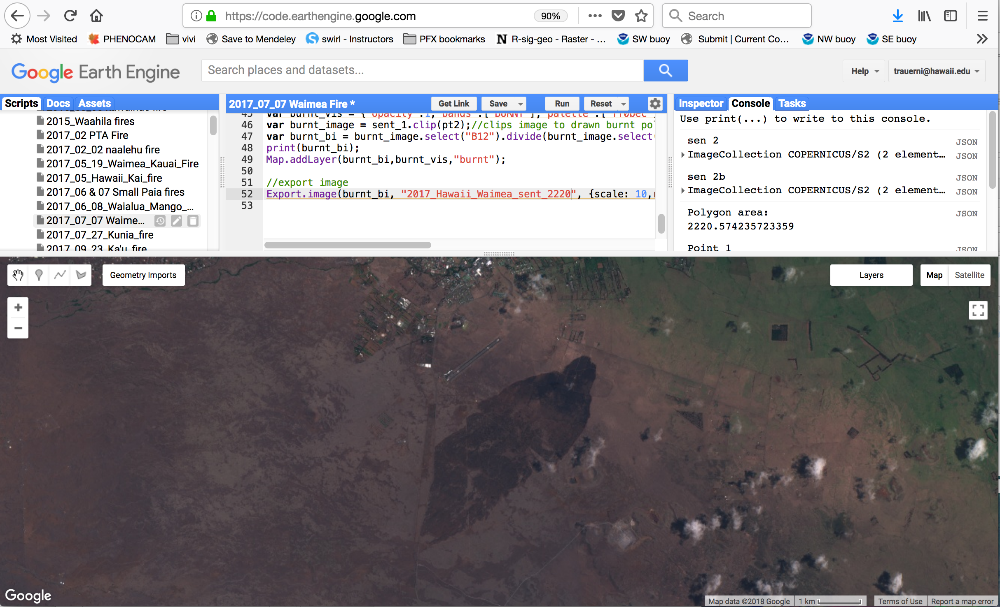 https://code.earthengine.google.com
90%
Search
Most Visited
PHENOCAM
vivi
Save to Mendeley
swirl - Instructors
PFX bookmarks
R-sig-geo - Raster - ...
SW buoy
Submit | Current Co...
NW buoy
SE buoy
Google Earth Engine
Search places and datasets...
Help
trauerni@hawaii.edu
Scripts
Docs
Assets
2015_Waahila fires
2017_02 PTA Fire
2017_02_02 naalehu fire
2017_05_19_Waimea_Kauai_Fire
2017_05_Hawaii_Kai_fire
2017_06 & 07 Small Paia fires
2017_06_08_Waialua_Mango_...
2017_07_07 Waime...
2017_07_27_Kunia_fire
2017_09_23_Ka'u_fire
2017_07_07 Waimea Fire *
Get Link
Save
Run
Reset
45 var burnt_vis =
46 var burnt_image = sent_1.clip(pt2);//clips image to drawn burnt po
47 var burnt_bi = burnt_image.select("B12").divide(burnt_image.select
48 print(burnt_bi);
49 Map.addLayer(burnt_bi,burnt_vis,"burnt");
50
51 //export image
52 Export.image(burnt_bi, "2017_Hawaii_Waimea_sent_2220", {scale: 10,
53
Inspector
Console
Tasks
Use print(...) to write to this console.
sen 2
JSON
ImageCollection COPERNICUS/S2 (2 element...
JSON
sen 2b
JSON
ImageCollection COPERNICUS/S2 (2 element...
JSON
Polygon area:
JSON
2220.574235723359
Point 1
JSON
Geometry Imports
Layers
Map
Satellite
+
−
Google
Map data ©2018 Google
1 km
Terms of Use
Report a map error